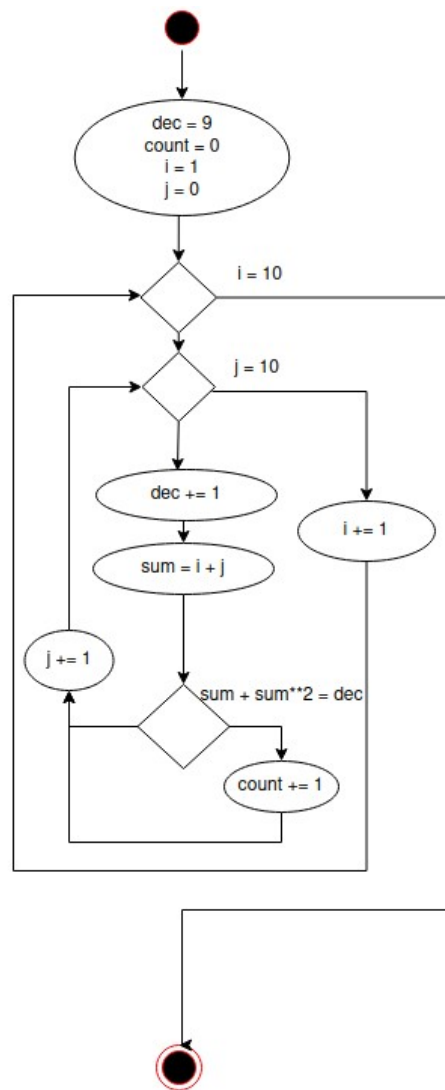 dec = 9
count = 0
i = 1
j = 0
i = 10
j = 10
dec += 1
i += 1
sum = i + j
j += 1
sum + sum**2 = dec
count += 1